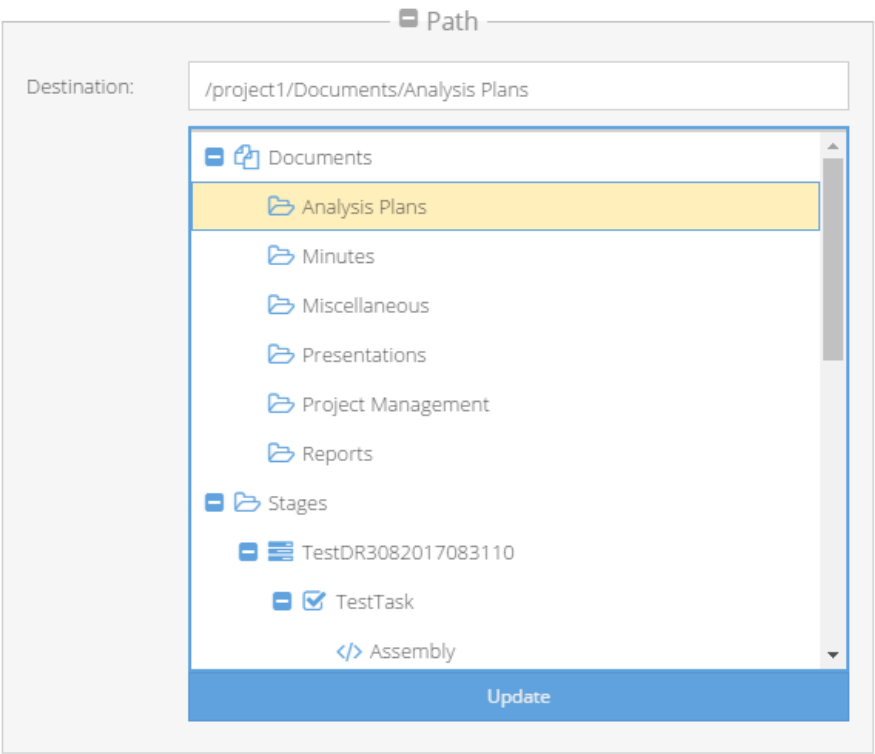 Path
Destination:
/project1/Documents/Analysis Plans
Documents
Analysis Plans
Minutes
Miscellaneous
Presentations
Project Management
Reports
Stages
TestDR3082017083110
TestTask
</> Assembly
Update